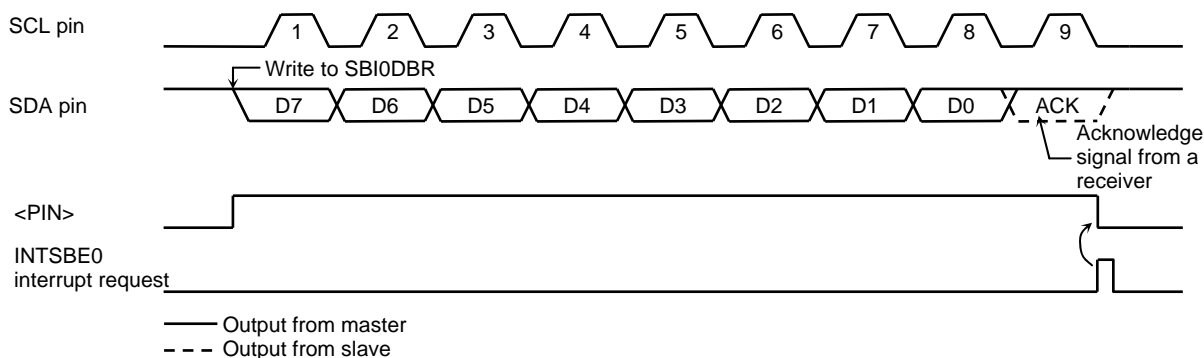 SCL pin
1 2 3 4 5 6 7 8 9
Write to SBI0DBR
SDA pin
D7 D6 D5 D4 D3 D2 D1 D0 ACK
Acknowledge
signal from a
receiver
<PIN>
INTSBE0
interrupt request
Output from master
Output from slave